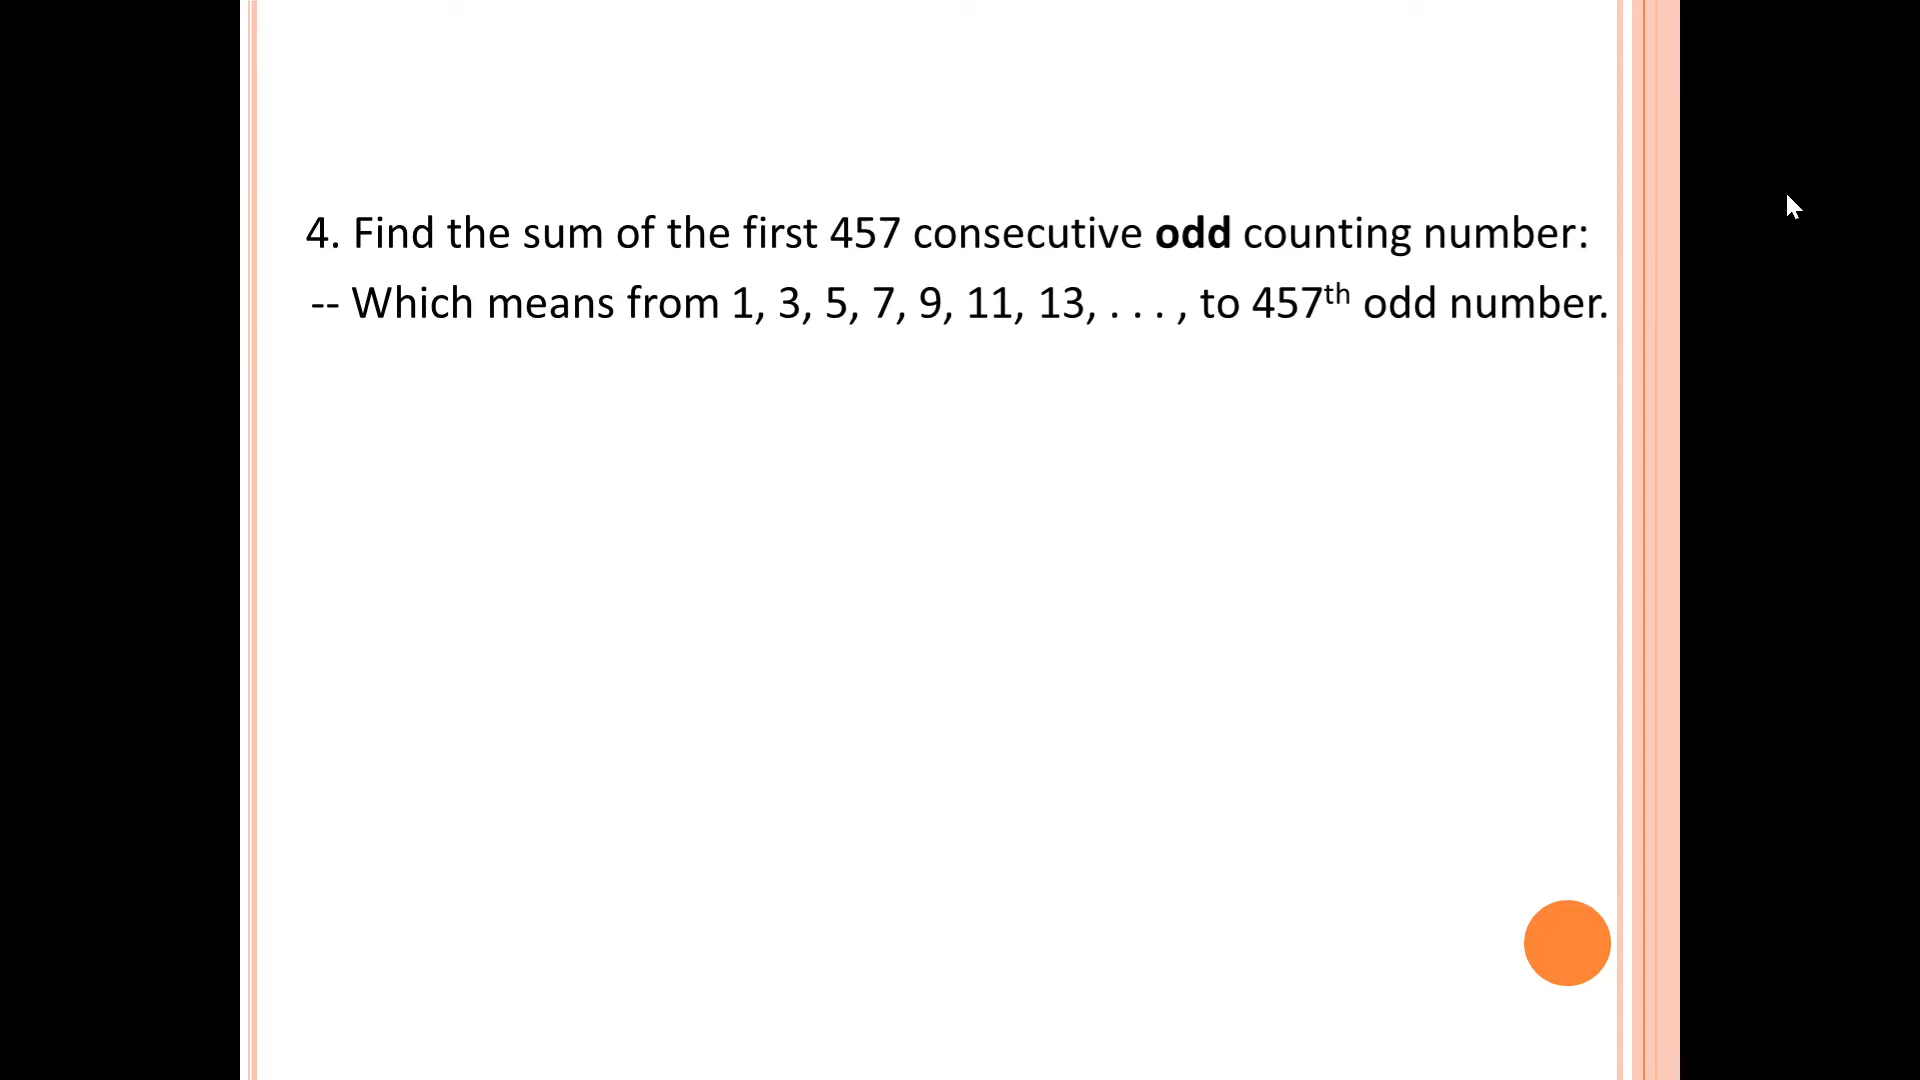 4. Find the sum of the first 457 consecutive odd counting number:
-- Which means from 1, 3, 5, 7, 9, 11, 13, . . . , to 457th odd number.